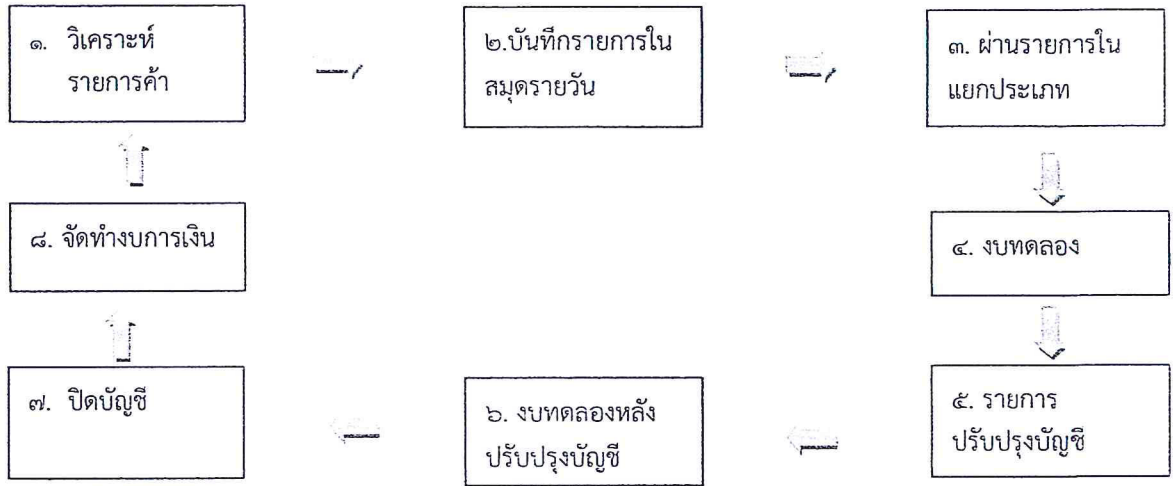 ๑. วิเคราะห์
รายการค้า
๒.บันทึกรายการใน
สมุดรายวัน
๓. ผ่านรายการใน
แยกประเภท
๔. งบทดลอง
๕. รายการ
ปรับปรุงบัญชี
๖. งบทดลองหลัง
ปรับปรุงบัญชี
๗. ปิดบัญชี
๘. จัดทำงบการเงิน